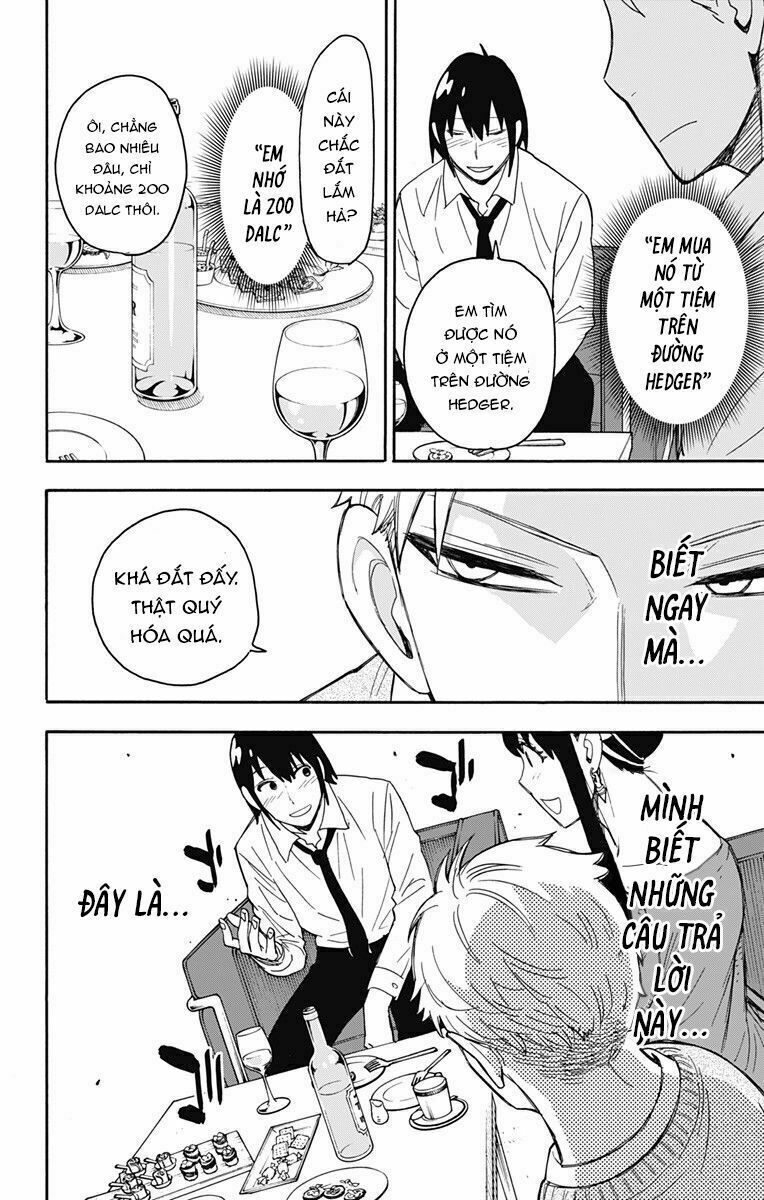 "EM MUA
NÓ TỪ
MỘT TIỆM
TRÊN
ĐƯỜNG
HEDGER"
EM TÌM
ĐƯỢC NÓ
Ở MỘT TIỆM
TRÊN ĐƯỜNG
HEDGER.
CÁI
NÀY
CHẮC
ĐẮT
LẮM
HẢ?
"EM
NHỚ
LÀ 200
DALC"
ÔI, CHẲNG
BAO NHIÊU
ĐÂU, CHỈ
KHOẢNG 200
DALC THÔI.
BIẾT
NGAY
MÀ...
KHÁ ĐẮT ĐẤY.
THẬT QUÝ
HÓA QUÁ.
MÌNH
BIẾT
NHỮNG
CÂU TRẢ
LỜI
NÀY...
ĐÂY LÀ...